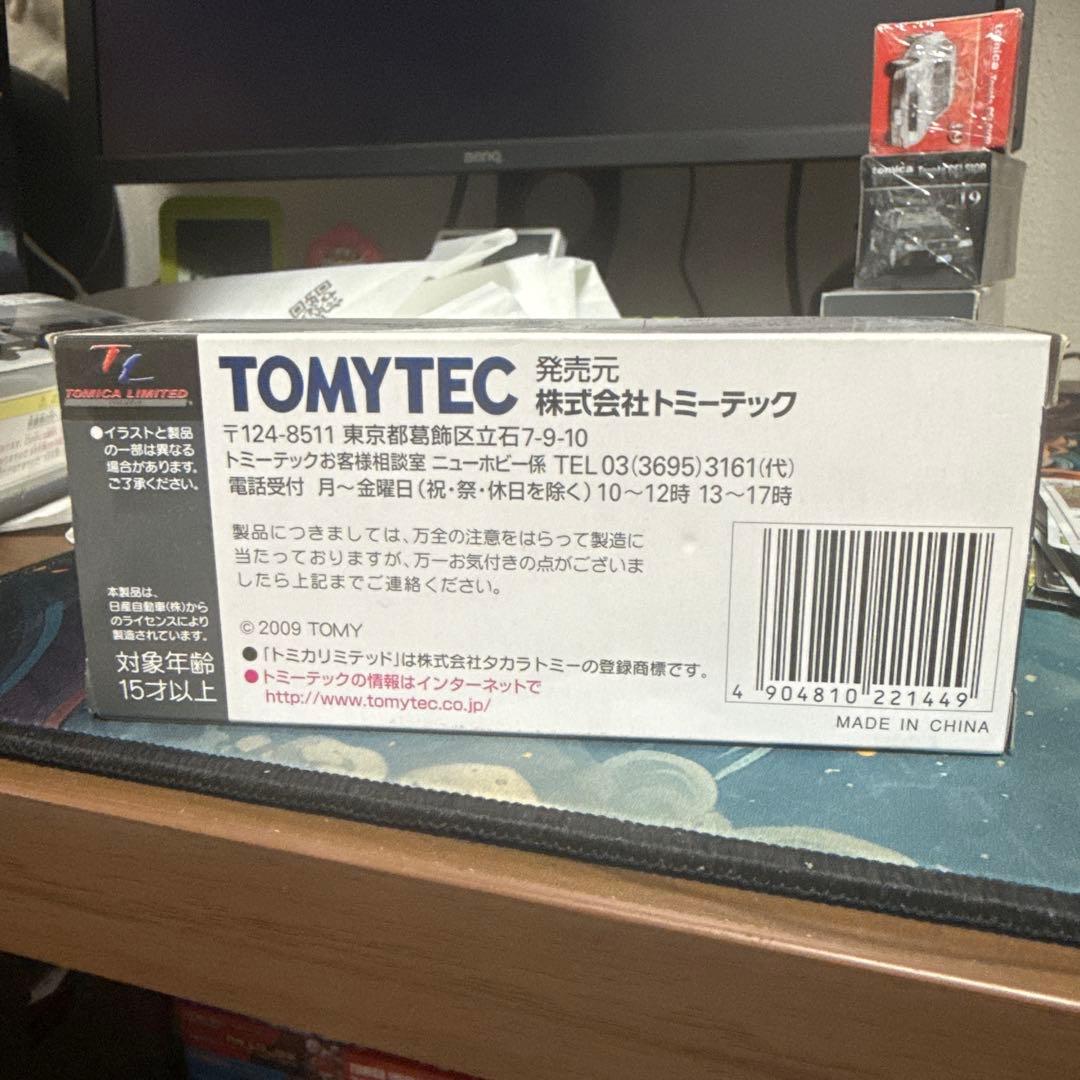 BenQ
tomica
tomica
19
TL
TOMICA LIMITED
●イラストと製品
の一部は異なる
場合があります。
ご了承ください。
本製品は、
日産自動車(株)から
のライセンスにより
製造されています。
対象年齢
15才以上
TOMYTEC 発売元
株式会社トミーテック
〒124-8511 東京都葛飾区立石7-9-10
トミーテックお客様相談室 ニューホビー係 TEL 03(3695)3161(代)
電話受付 月〜金曜日(祝・祭・休日を除く)10〜12時 13〜17時
製品につきましては、万全の注意をはらって製造に
当たっておりますが、万一お気付きの点がございま
したら上記までご連絡ください。
© 2009 TOMY
●「トミカリミテッド」は株式会社タカラトミーの登録商標です。
●トミーテックの情報はインターネットで
http://www.tomytec.co.jp/
4 904810 221449
MADE IN CHINA